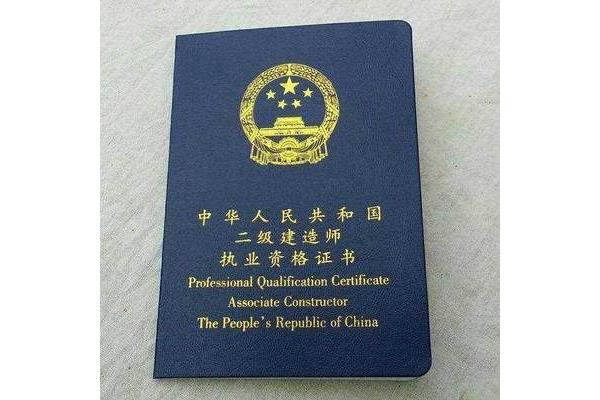 中华人民共和国
二级建造师
执业资格证书
Professional Qualification Certificate
Associate Constructor
The People's Republic of China